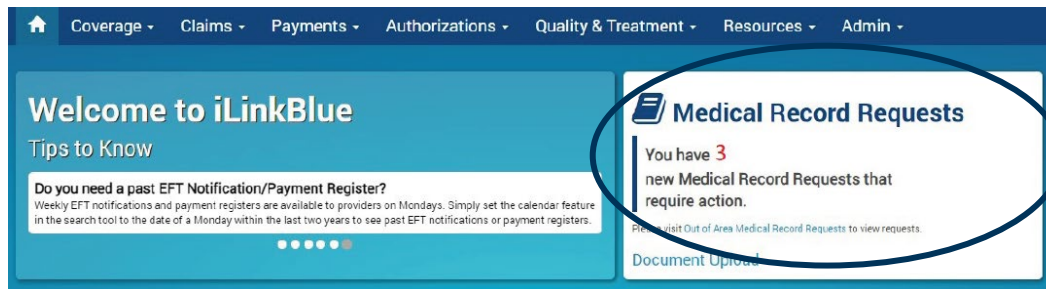 Coverage Claims Payments Authorizations Quality & Treatment Resources Admin
Welcome to iLinkBlue
Tips to Know
Do you need a past EFT Notification/Payment Register?
Weekly EFT notifications and payment registers are available to providers on Mondays. Simply set the calendar feature
in the search tool to the date of a Monday within the last two years to see past EFT notifications or payment registers.
Medical Record Requests
You have 3
new Medical Record Requests that
require action.
Please visit Out of Area Medical Record Requests to view requests.
Document Upload